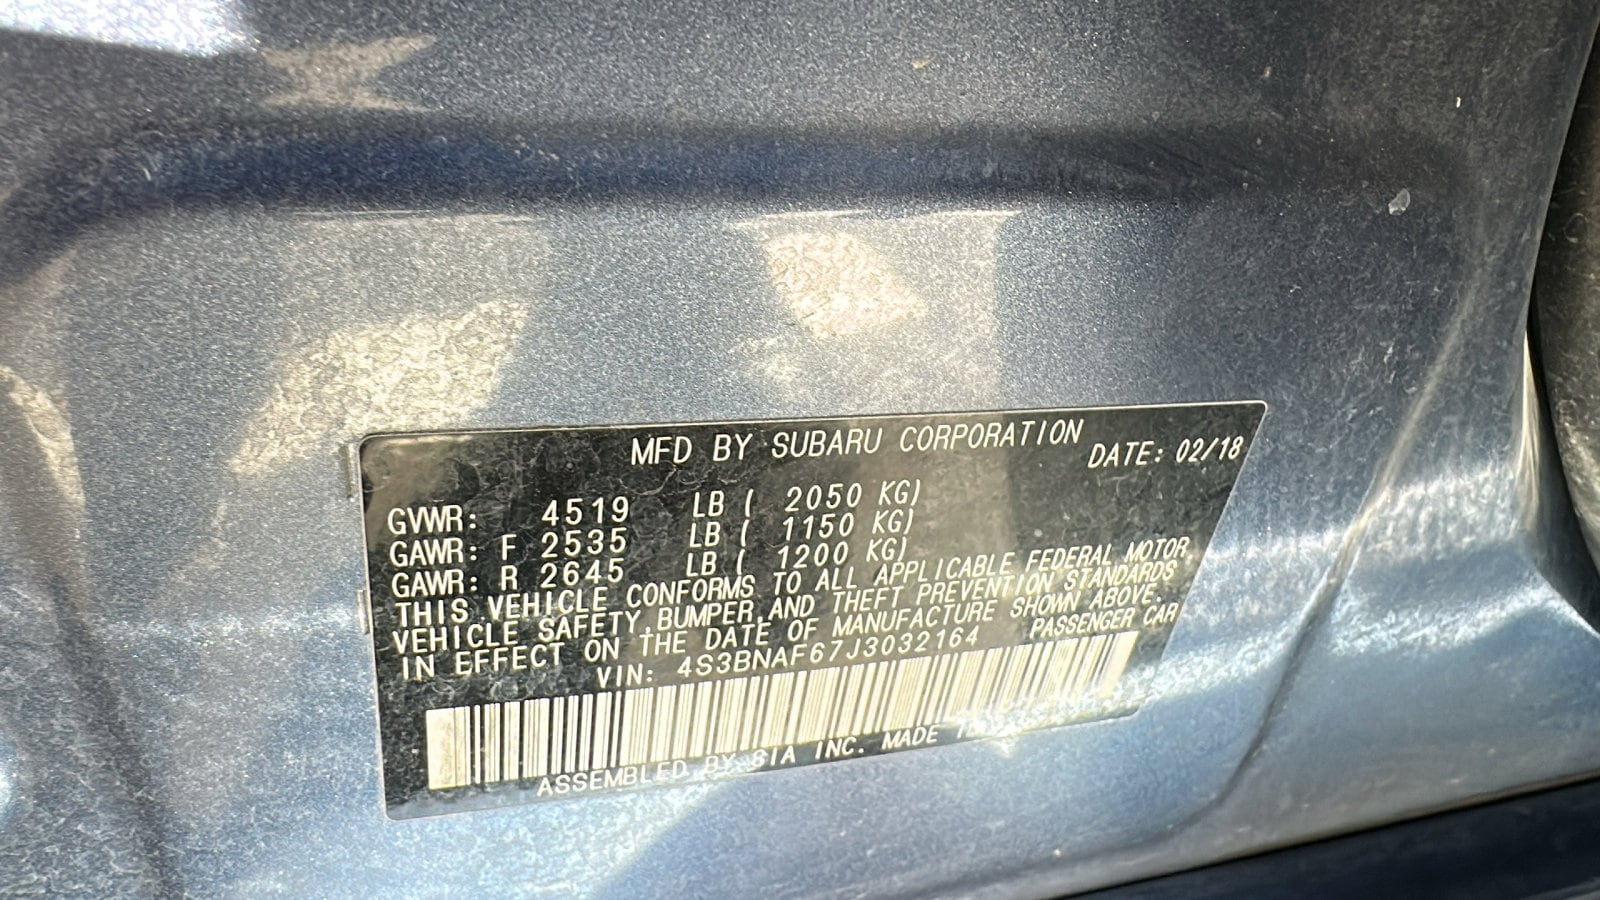 MFD BY SUBARU CORPORATION DATE: 02/18
GVWR: 4519 LB ( 2050 KG)
GAWR: F 2535 LB ( 1150 KG)
GAWR: R 2645 LB ( 1200 KG)
THIS VEHICLE CONFORMS TO ALL APPLICABLE FEDERAL MOTOR
VEHICLE SAFETY, BUMPER, AND THEFT PREVENTION STANDARDS
IN EFFECT ON THE DATE OF MANUFACTURE SHOWN ABOVE.
VIN: 4S3BNAF67J3032164 PASSENGER CAR
ASSEMBLED BY SIA INC. MADE